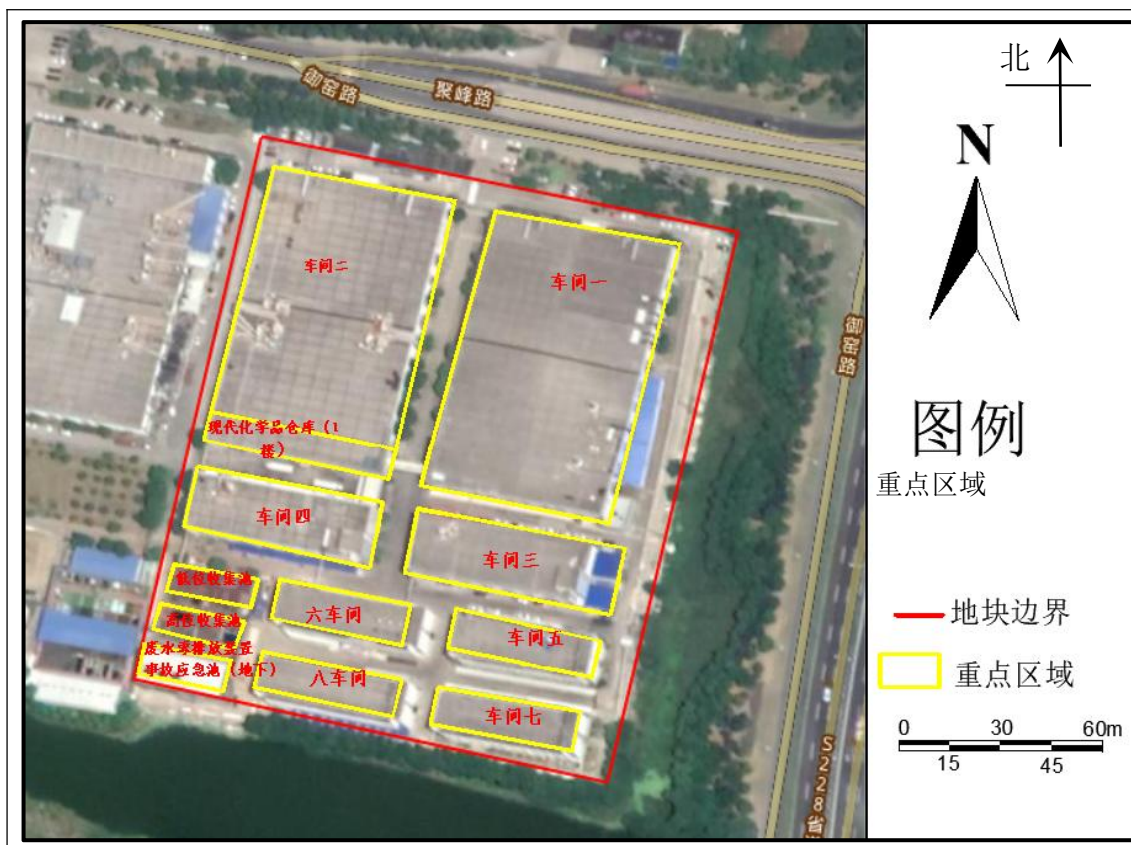 御窑路
聚峰路
车间二
车间一
御窑路
现代化学品仓库（1
楼）
车间四
车间三
低位收集池
高位收集池
六车间
车间五
废水零排放装置
事故应急池（地下）
八车间
车间七
S228省
北
N
图例
重点区域
地块边界
重点区域
0 30 60m
15 45